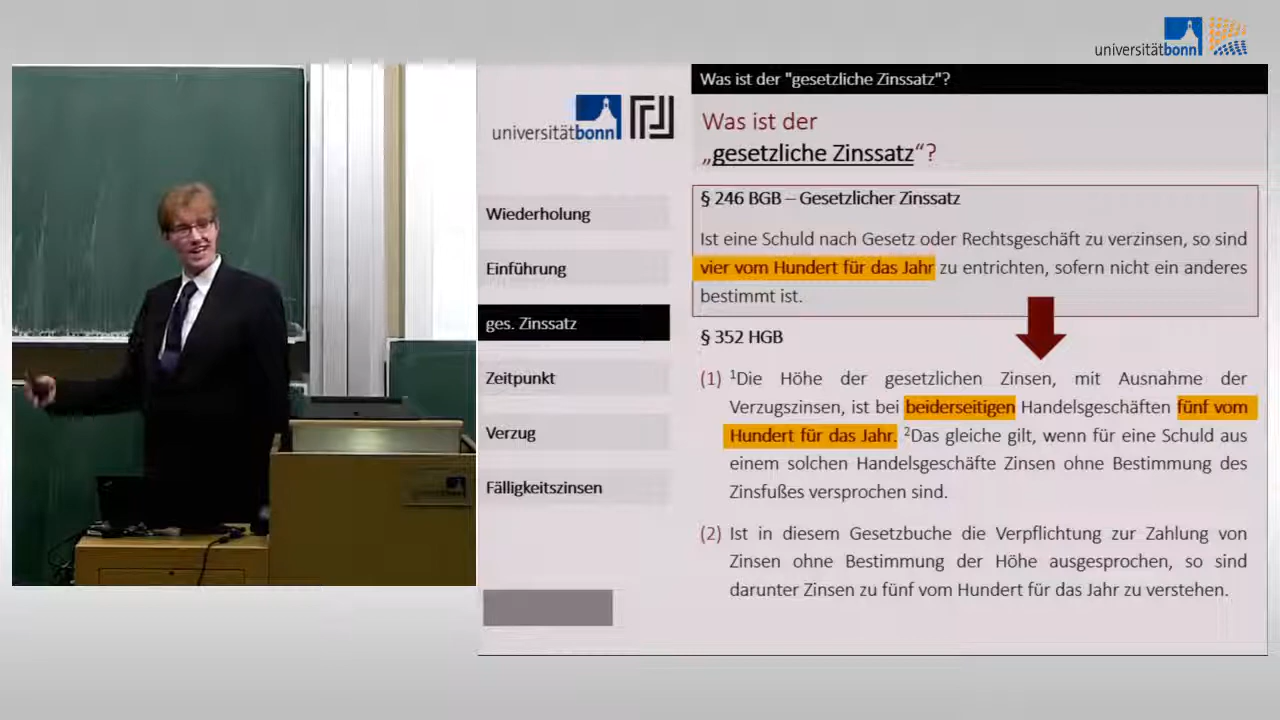 universitätbonn
Was ist der "gesetzliche Zinssatz"?
universitätbonn
Was ist der
„gesetzliche Zinssatz“?
Wiederholung
Einführung
ges. Zinssatz
Zeitpunkt
Verzug
Fälligkeitszinsen
§ 246 BGB – Gesetzlicher Zinssatz
Ist eine Schuld nach Gesetz oder Rechtsgeschäft zu verzinsen, so sind
vier vom Hundert für das Jahr zu entrichten, sofern nicht ein anderes
bestimmt ist.
§ 352 HGB
(1) ¹Die Höhe der gesetzlichen Zinsen, mit Ausnahme der
Verzugszinsen, ist bei beiderseitigen Handelsgeschäften fünf vom
Hundert für das Jahr. ²Das gleiche gilt, wenn für eine Schuld aus
einem solchen Handelsgeschäfte Zinsen ohne Bestimmung des
Zinsfußes versprochen sind.
(2) Ist in diesem Gesetzbuche die Verpflichtung zur Zahlung von
Zinsen ohne Bestimmung der Höhe ausgesprochen, so sind
darunter Zinsen zu fünf vom Hundert für das Jahr zu verstehen.